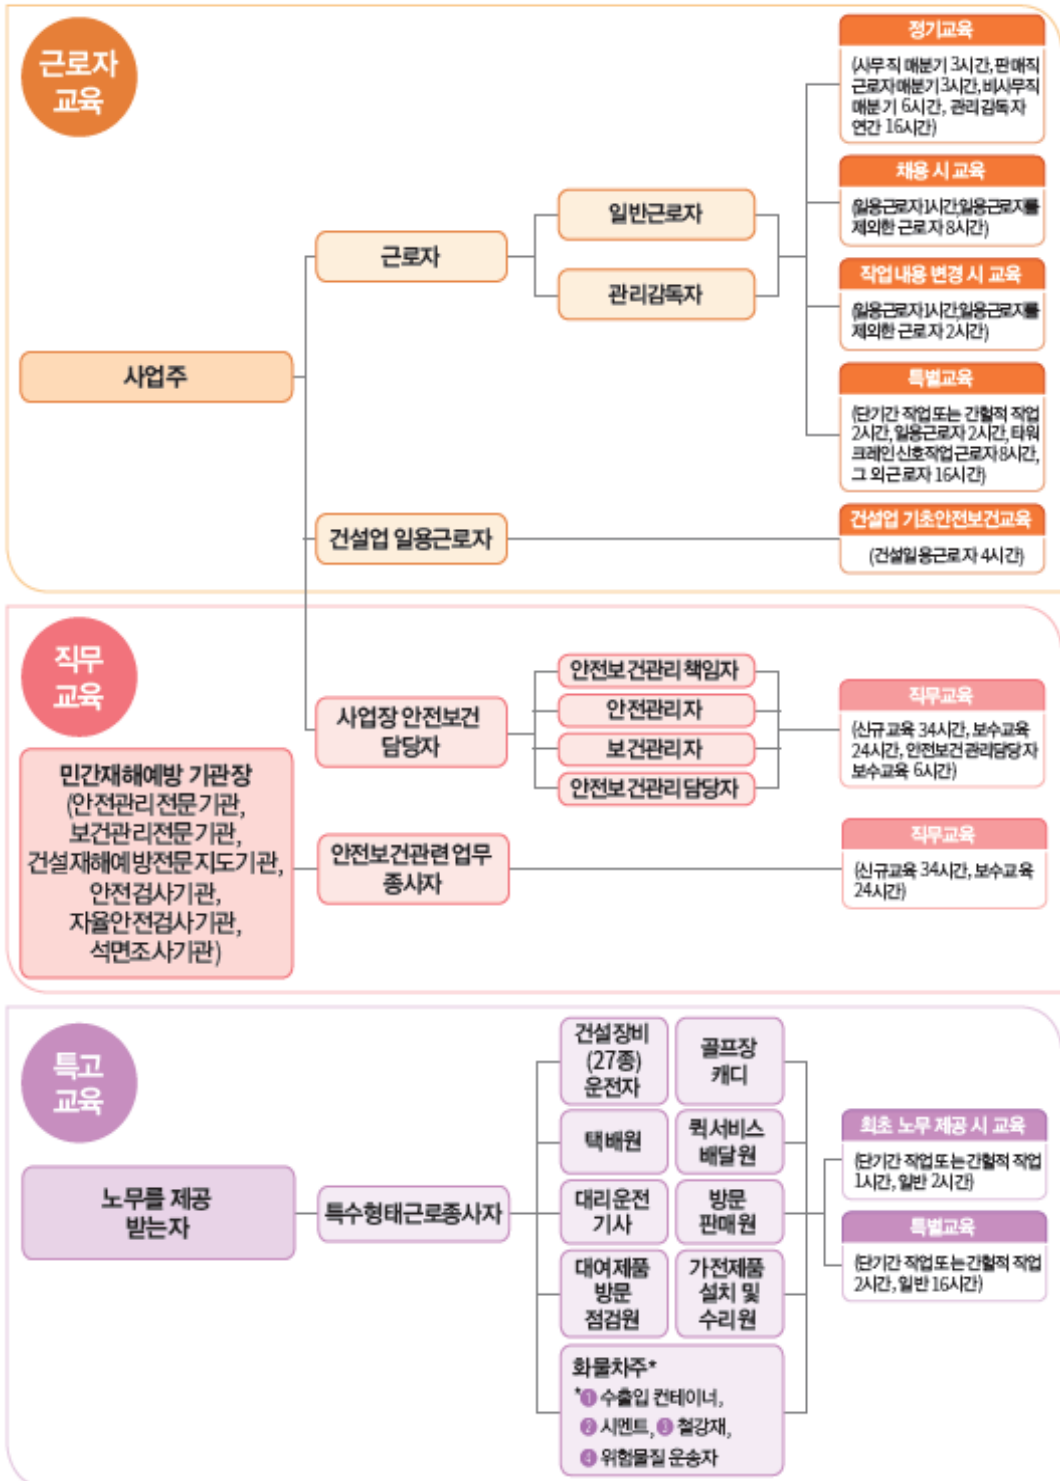 근로자
교육
정기교육
(사무직 매분기 3시간, 판매직
근로자 매분기 3시간, 비사무직
매분기 6시간, 관리감독자
연간 16시간)
채용 시 교육
(일용근로자 1시간, 일용근로자를
제외한 근로자 8시간)
일반근로자
근로자
관리감독자
작업내용 변경 시 교육
(일용근로자 1시간, 일용근로자를
제외한 근로자 2시간)
사업주
특별교육
(단기간 작업 또는 간헐적 작업
2시간, 일용근로자 2시간, 타워
크레인 신호작업 근로자 8시간,
그 외 근로자 16시간)
건설업 일용근로자
건설업 기초안전보건교육
(건설일용근로자 4시간)
직무
교육
사업장 안전보건
담당자
안전보건관리책임자
안전관리자
보건관리자
안전보건관리담당자
직무교육
(신규교육 34시간, 보수교육
24시간, 안전보건관리담당자
보수교육 6시간)
민간재해예방 기관장
(안전관리전문기관,
보건관리전문기관,
건설재해예방전문지도기관,
안전검사기관,
자율안전검사기관,
석면조사기관)
안전보건관련 업무
종사자
직무교육
(신규교육 34시간, 보수교육
24시간)
특고
교육
노무를 제공
받는자
특수형태근로종사자
건설장비
(27종)
운전자
골프장
캐디
택배원
퀵서비스
배달원
대리운전
기사
방문
판매원
대여제품
방문
점검원
가전제품
설치 및
수리원
화물차주*
*❶ 수출입 컨테이너,
❷ 시멘트, ❸ 철강재,
❹ 위험물질 운송자
최초 노무 제공 시 교육
(단기간 작업 또는 간헐적 작업
1시간, 일반 2시간)
특별교육
(단기간 작업 또는 간헐적 작업
2시간, 일반 16시간)